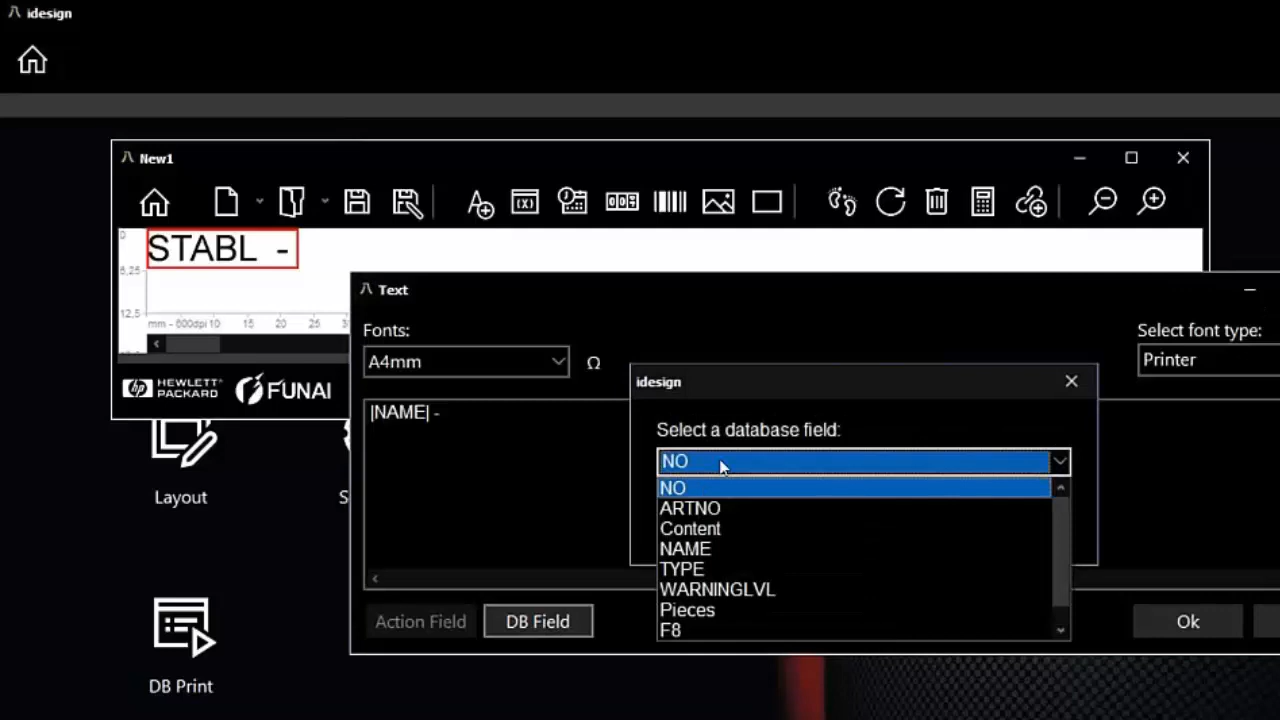 idesign
New1
STABL -
0
6,25
12,5
mm - 600dpi 10 15 20 25
Text
Fonts:
A4mm
Ω
Select font type:
Printer
hp HEWLETT PACKARD
FUNAI
|NAME| -
idesign
Select a database field:
NO
NO
ARTNO
Content
NAME
TYPE
WARNINGLVL
Pieces
F8
Action Field
DB Field
Ok
Layout
S
DB Print